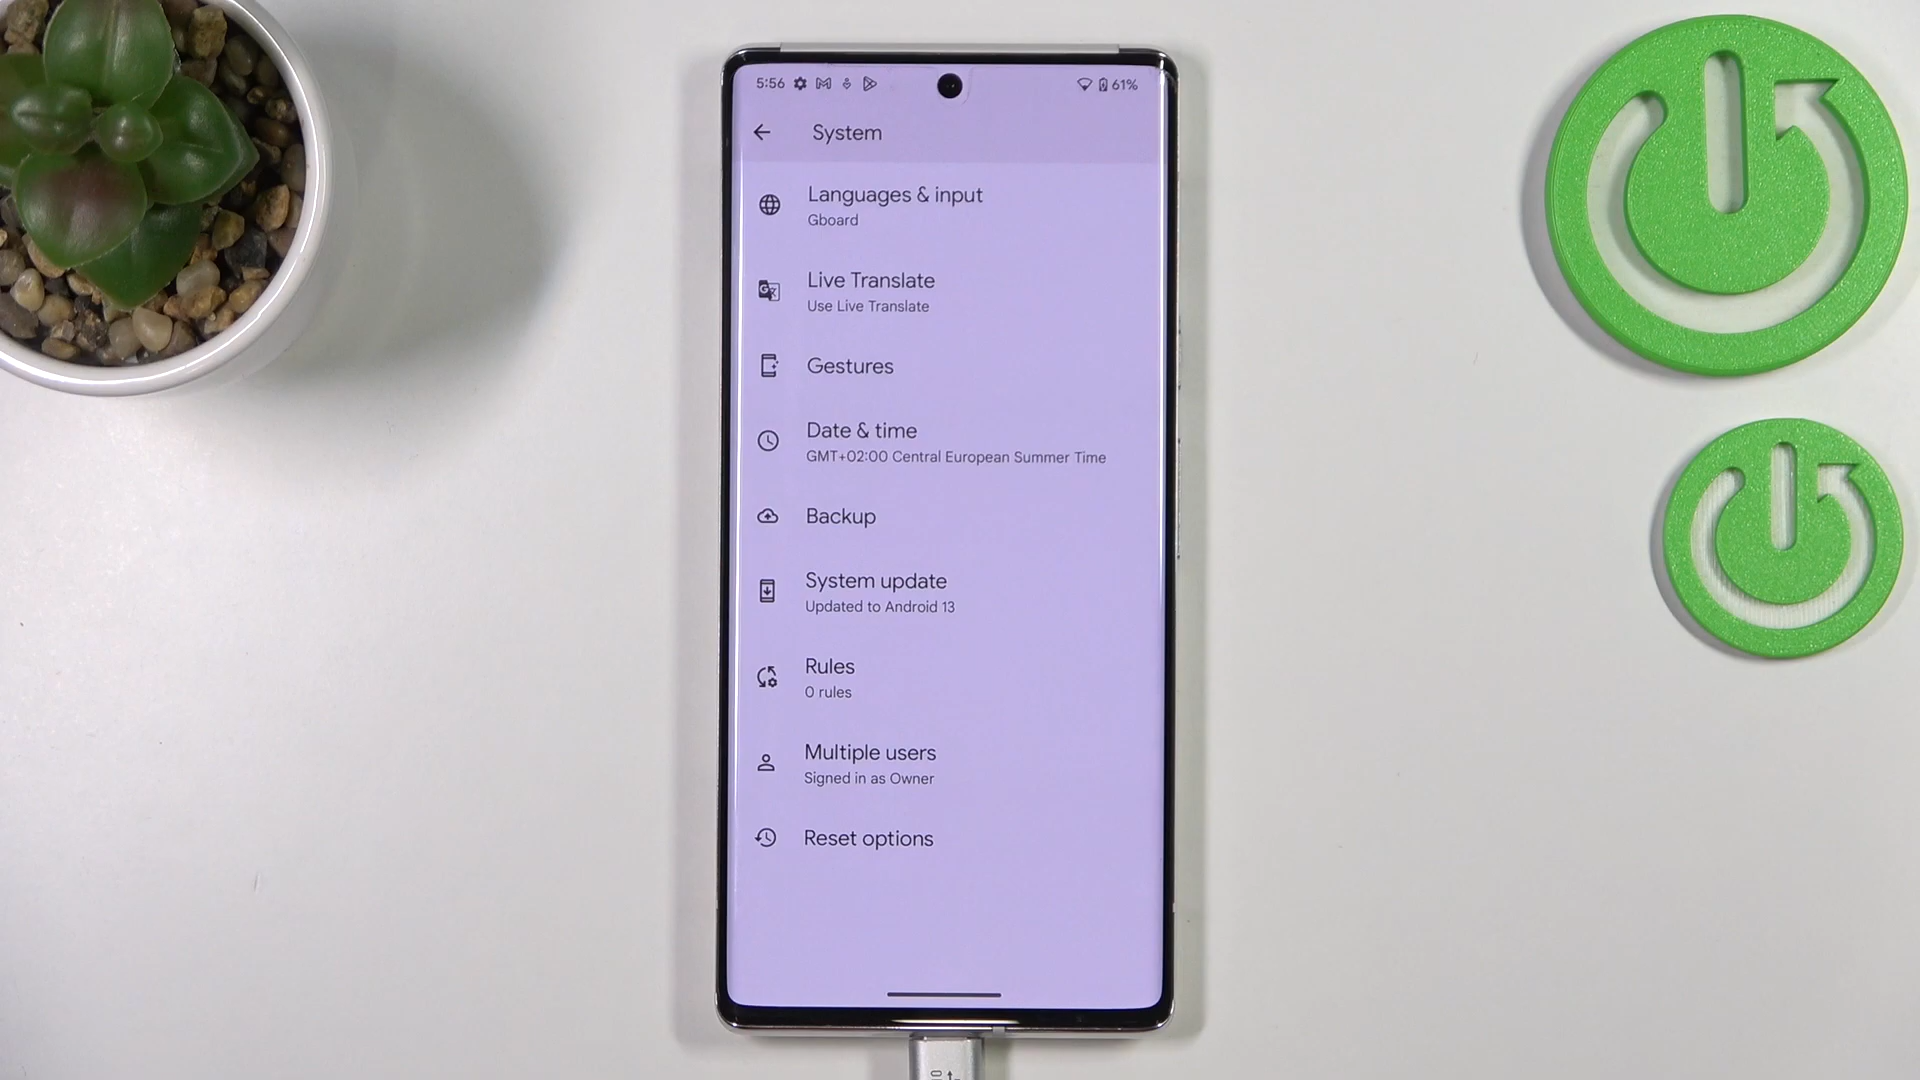 5:56 61%
System
Languages & input
Gboard
Live Translate
Use Live Translate
Gestures
Date & time
GMT+02:00 Central European Summer Time
Backup
System update
Updated to Android 13
Rules
0 rules
Multiple users
Signed in as Owner
Reset options